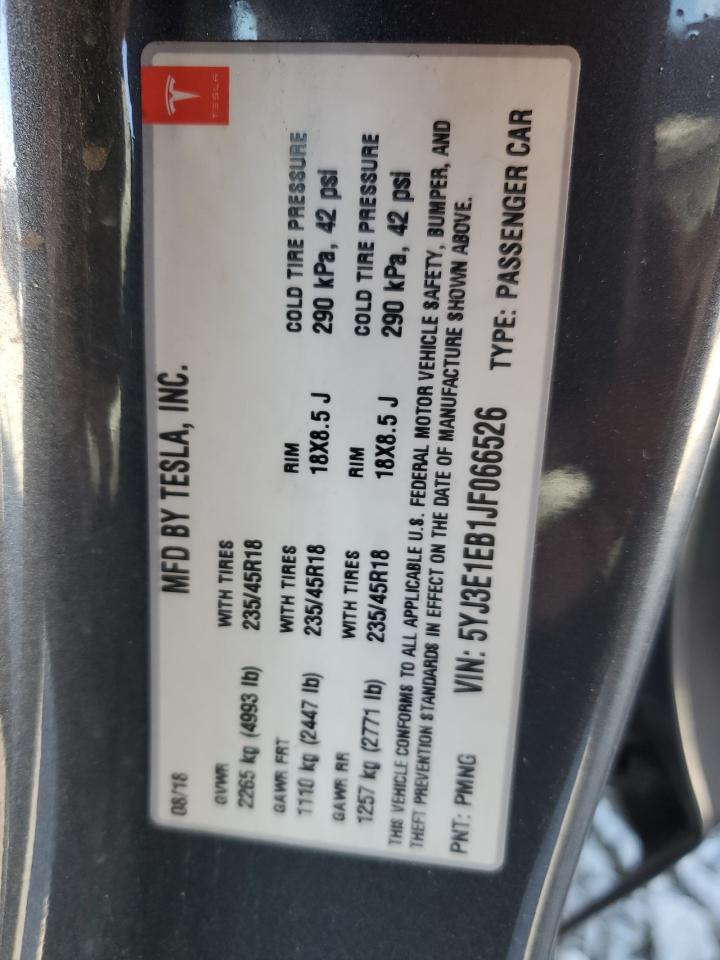 TESLA
MFD BY TESLA, INC.
08/18
GVWR
WITH TIRES
2265 kg (4993 lb)
235/45R18
GAWR FRT
WITH TIRES
RIM
COLD TIRE PRESSURE
1110 kg (2447 lb)
235/45R18
18X8.5 J
290 kPa, 42 psi
GAWR RR
WITH TIRES
RIM
COLD TIRE PRESSURE
1257 kg (2771 lb)
235/45R18
18X8.5 J
290 kPa, 42 psi
THIS VEHICLE CONFORMS TO ALL APPLICABLE U.S. FEDERAL MOTOR VEHICLE SAFETY, BUMPER, AND
THEFT PREVENTION STANDARDS IN EFFECT ON THE DATE OF MANUFACTURE SHOWN ABOVE.
PNT: PMNG
VIN: 5YJ3E1EB1JF066526
TYPE: PASSENGER CAR